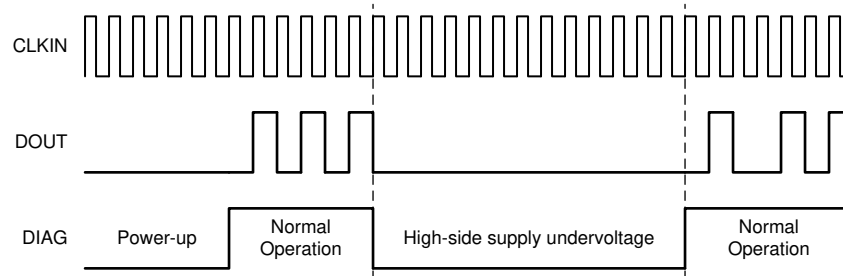 CLKIN
DOUT
DIAG
Power-up
Normal
Operation
High-side supply undervoltage
Normal
Operation